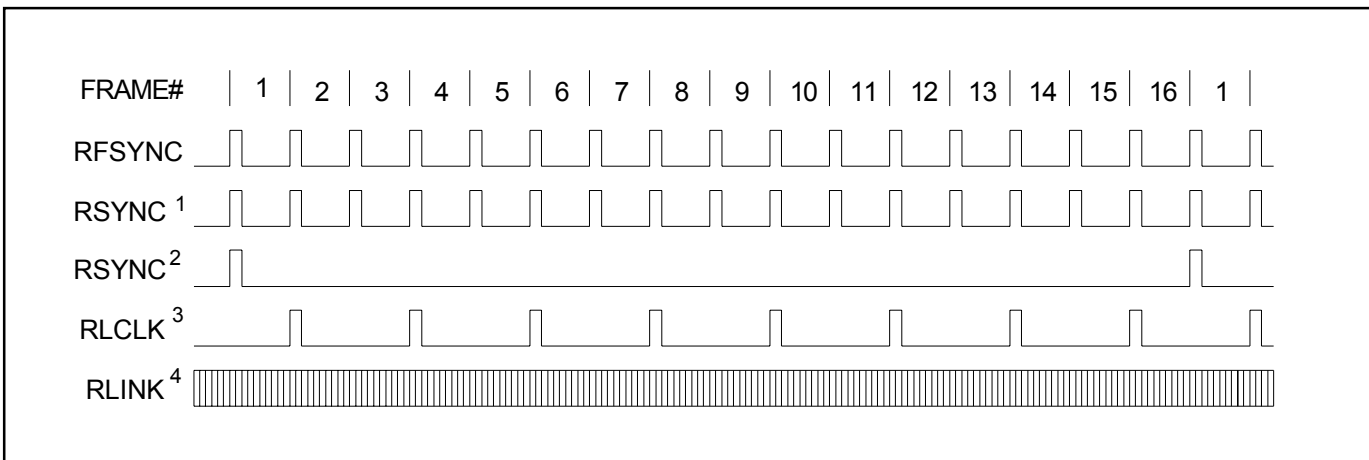 FRAME# 1 2 3 4 5 6 7 8 9 10 11 12 13 14 15 16 1
RFSYNC
RSYNC 1
RSYNC 2
RLCLK 3
RLINK 4